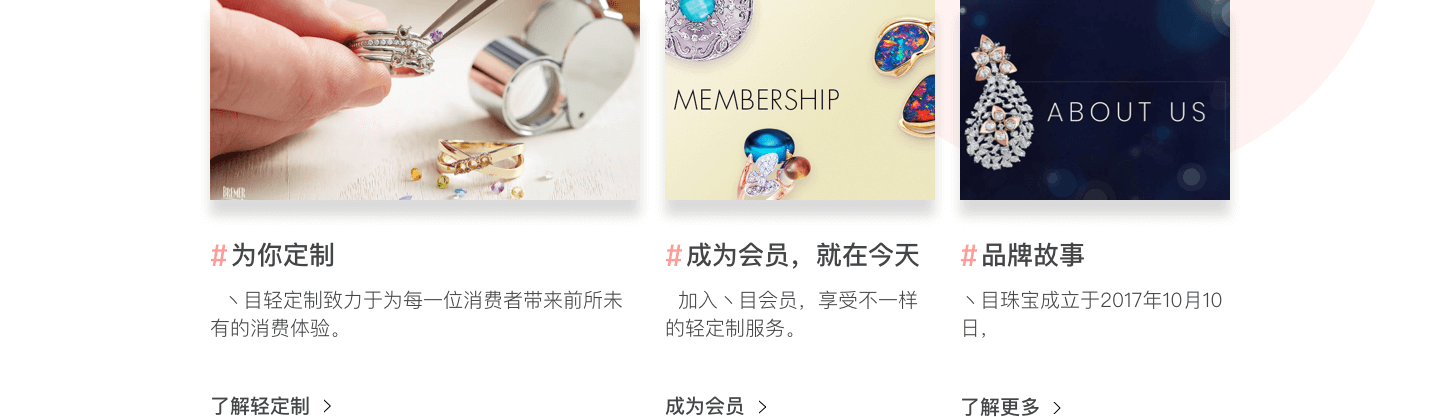 BREMER
MEMBERSHIP
ABOUT US
#为你定制
丶目轻定制致力于为每一位消费者带来前所未
有的消费体验。
了解轻定制 >
#成为会员，就在今天
加入丶目会员，享受不一样
的轻定制服务。
成为会员 >
#品牌故事
丶目珠宝成立于2017年10月10
日，
了解更多 >